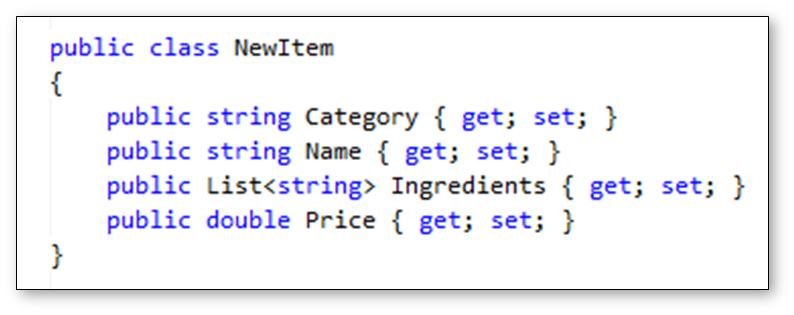 public class NewItem
{
    public string Category { get; set; }
    public string Name { get; set; }
    public List<string> Ingredients { get; set; }
    public double Price { get; set; }
}